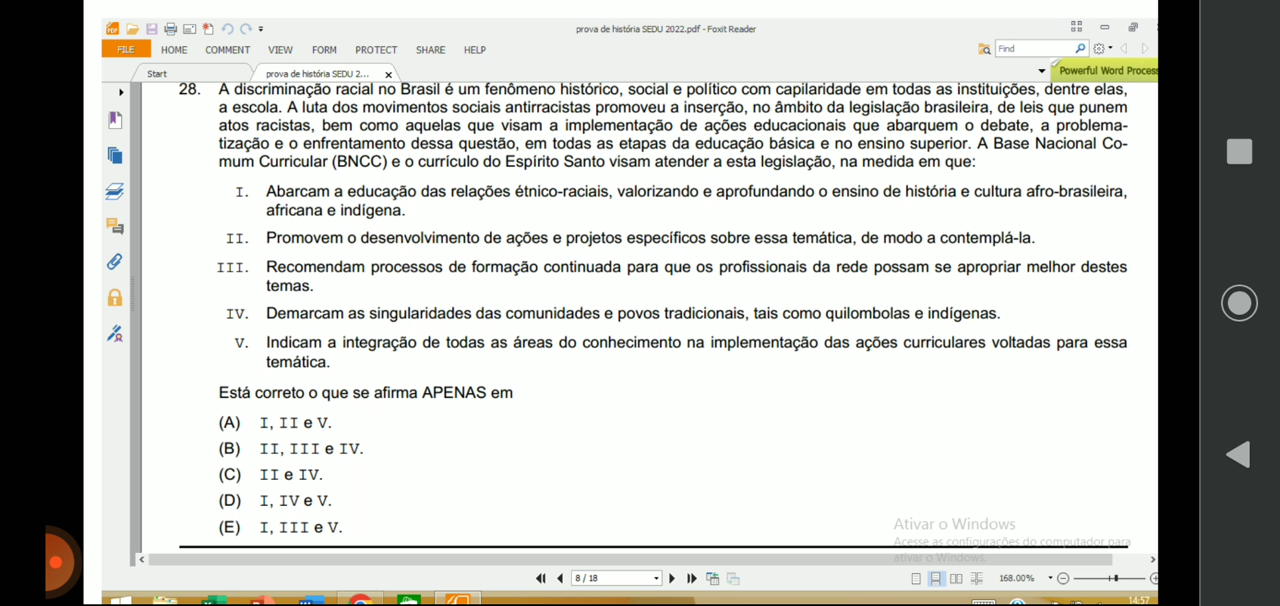 prova de história SEDU 2022.pdf - Foxit Reader
FILE HOME COMMENT VIEW FORM PROTECT SHARE HELP
Find
Start prova de história SEDU 2...
Powerful Word Process
28. A discriminação racial no Brasil é um fenômeno histórico, social e político com capilaridade em todas as instituições, dentre elas,
a escola. A luta dos movimentos sociais antirracistas promoveu a inserção, no âmbito da legislação brasileira, de leis que punem
atos racistas, bem como aquelas que visam a implementação de ações educacionais que abarquem o debate, a problema-
tização e o enfrentamento dessa questão, em todas as etapas da educação básica e no ensino superior. A Base Nacional Co-
mum Curricular (BNCC) e o currículo do Espírito Santo visam atender a esta legislação, na medida em que:
I. Abarcam a educação das relações étnico-raciais, valorizando e aprofundando o ensino de história e cultura afro-brasileira,
africana e indígena.
II. Promovem o desenvolvimento de ações e projetos específicos sobre essa temática, de modo a contemplá-la.
III. Recomendam processos de formação continuada para que os profissionais da rede possam se apropriar melhor destes
temas.
IV. Demarcam as singularidades das comunidades e povos tradicionais, tais como quilombolas e indígenas.
V. Indicam a integração de todas as áreas do conhecimento na implementação das ações curriculares voltadas para essa
temática.
Está correto o que se afirma APENAS em
(A) I, II e V.
(B) II, III e IV.
(C) II e IV.
(D) I, IV e V.
(E) I, III e V.
Ativar o Windows
Acesse as configurações do computador para
ativar o Windows.
8 / 18
168.00%
14:57